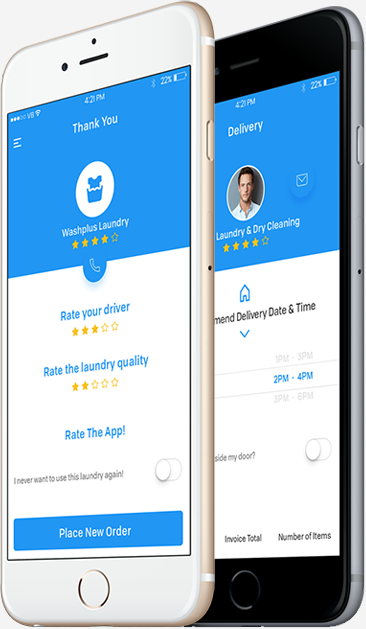 ●●●○○ VB
4:21 PM
22%
Thank You
Washplus Laundry
Rate your driver
Rate the laundry quality
Rate The App!
I never want to use this laundry again!
Place New Order
4:21 PM
22%
Delivery
Laundry & Dry Cleaning
mend Delivery Date & Time
1PM - 3PM
2PM - 4PM
3PM - 6PM
side my door?
Invoice Total
Number of Items